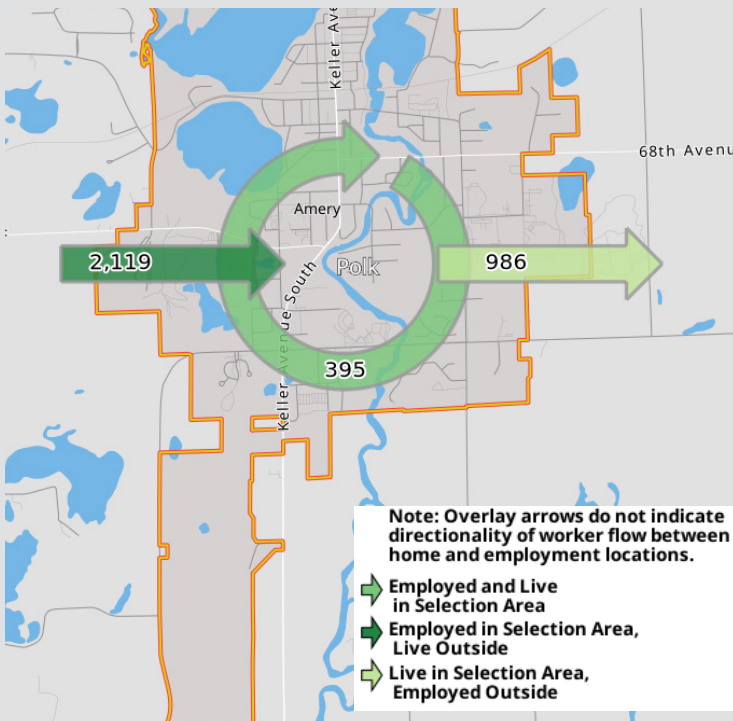 Keller Ave
68th Avenu
Amery
2,119
Polk
986
Keller Avenue South
395
Note: Overlay arrows do not indicate
directionality of worker flow between
home and employment locations.
Employed and Live
in Selection Area
Employed in Selection Area,
Live Outside
Live in Selection Area,
Employed Outside